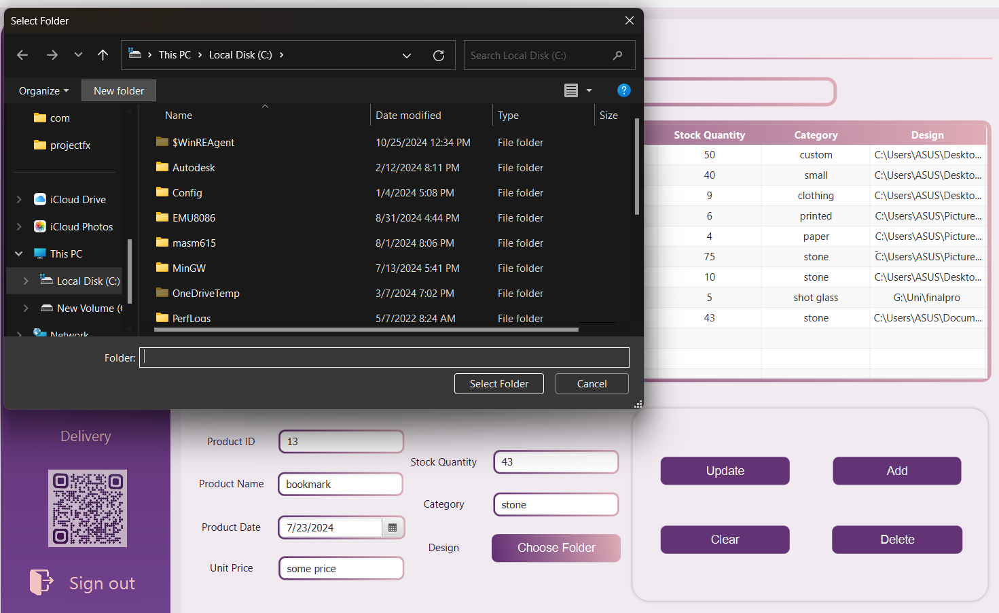 Select Folder
This PC > Local Disk (C:) >
Search Local Disk (C:)
Organize
New folder
?
com
projectfx
iCloud Drive
iCloud Photos
This PC
Local Disk (C:)
New Volume (
Network
Name Date modified Type Size
$WinREAgent 10/25/2024 12:34 PM File folder
Autodesk 2/12/2024 8:11 PM File folder
Config 1/4/2024 5:08 PM File folder
EMU8086 8/31/2024 4:44 PM File folder
masm615 8/1/2024 8:06 PM File folder
MinGW 7/13/2024 5:41 PM File folder
OneDriveTemp 3/7/2024 7:02 PM File folder
PerfLogs 5/7/2022 8:24 AM File folder
Folder:
Select Folder
Cancel
Stock Quantity Category Design
50 custom C:\Users\ASUS\Deskto...
40 small C:\Users\ASUS\Deskto...
9 clothing C:\Users\ASUS\Deskto...
6 printed C:\Users\ASUS\Picture...
4 paper C:\Users\ASUS\Picture...
75 stone C:\Users\ASUS\Picture...
10 stone C:\Users\ASUS\Deskto...
5 shot glass G:\Uni\finalpro
43 stone C:\Users\ASUS\Docum...
Delivery
Sign out
Product ID 13
Product Name bookmark
Product Date 7/23/2024
Unit Price some price
Stock Quantity 43
Category stone
Design Choose Folder
Update
Add
Clear
Delete